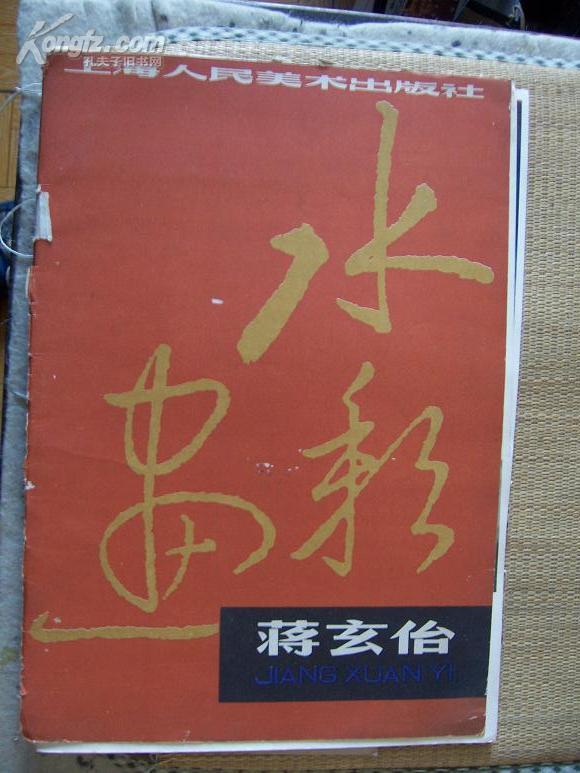 Kongfz.com
孔夫子旧书网
上海人民美术出版社
水彩
画
蒋玄佁
JIANG XUAN YI